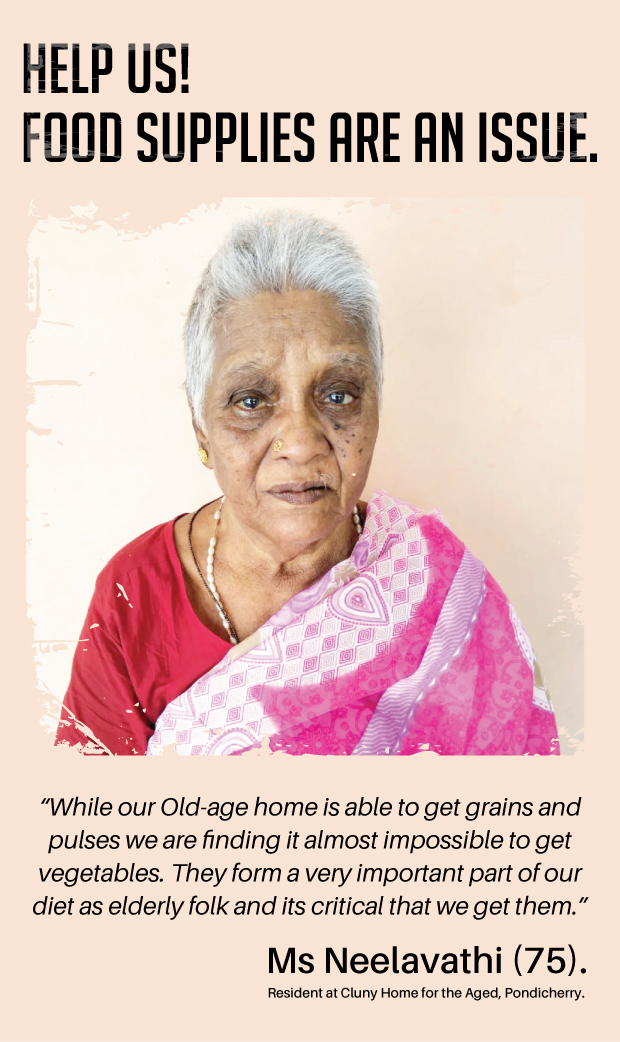 HELP US!
FOOD SUPPLIES ARE AN ISSUE.
“While our Old-age home is able to get grains and
pulses we are finding it almost impossible to get
vegetables. They form a very important part of our
diet as elderly folk and its critical that we get them.”
Ms Neelavathi (75).
Resident at Cluny Home for the Aged, Pondicherry.